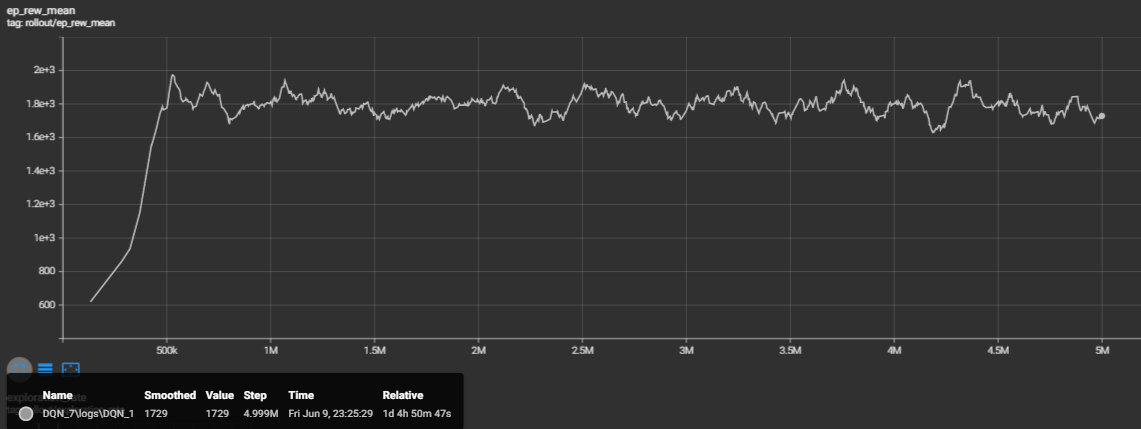 ep_rew_mean
tag: rollout/ep_rew_mean
2e+3
1.8e+3
1.6e+3
1.4e+3
1.2e+3
1e+3
800
600
500k 1M 1.5M 2M 2.5M 3M 3.5M 4M 4.5M 5M
Name Smoothed Value Step Time Relative
DQN_7\logs\DQN_1 1729 1729 4.999M Fri Jun 9, 23:25:29 1d 4h 50m 47s